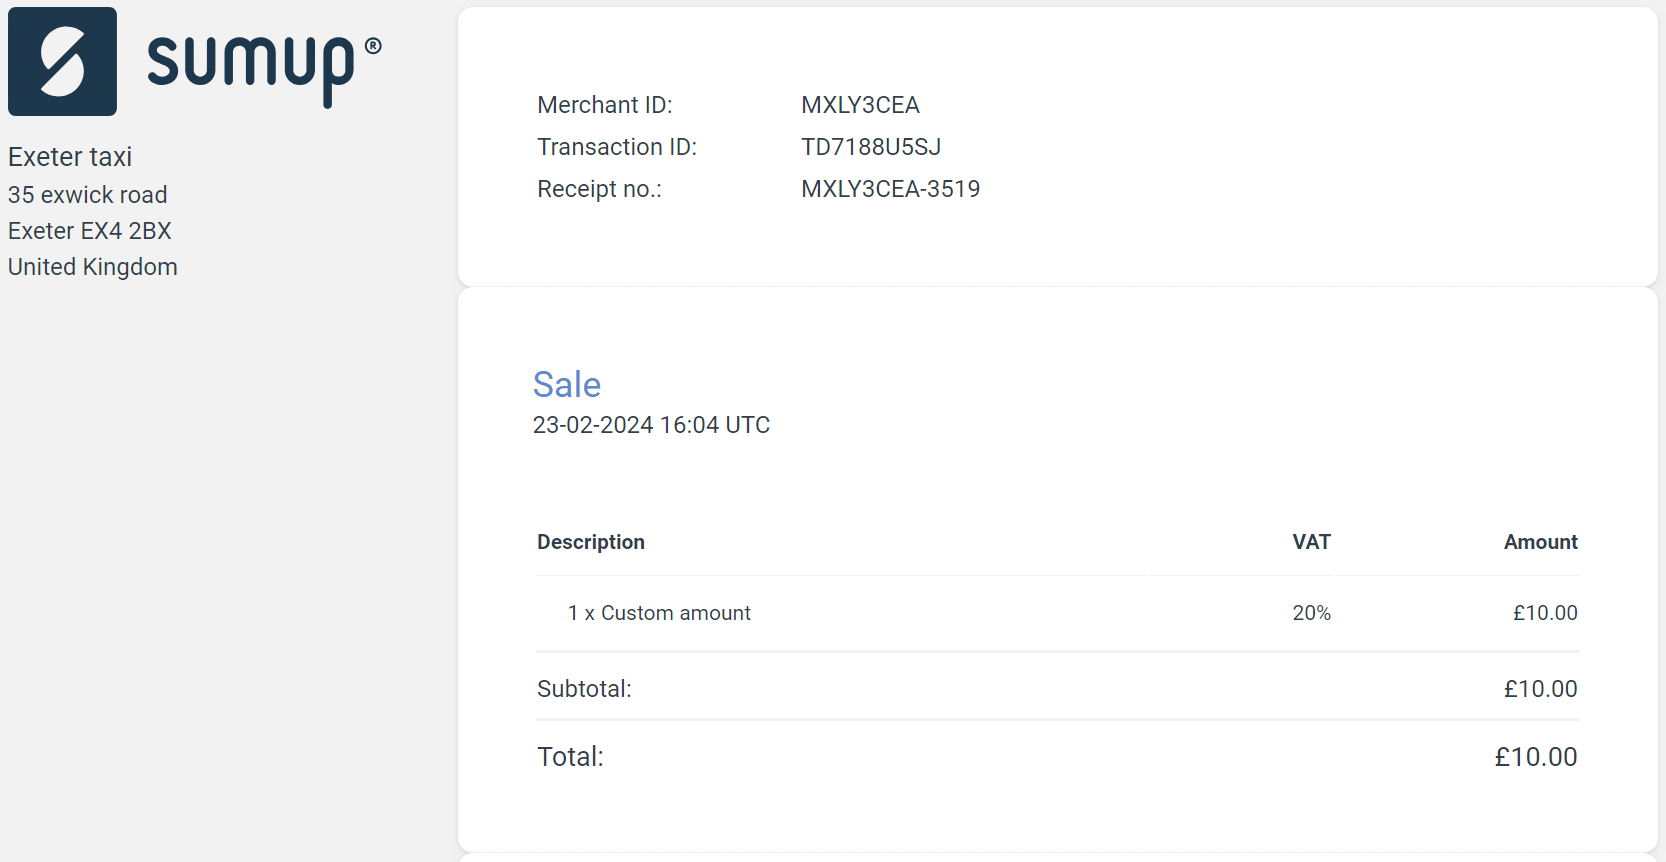 sumup®
Exeter taxi
35 exwick road
Exeter EX4 2BX
United Kingdom
Merchant ID: MXLY3CEA
Transaction ID: TD7188U5SJ
Receipt no.: MXLY3CEA-3519
Sale
23-02-2024 16:04 UTC
Description VAT Amount
1 x Custom amount 20% £10.00
Subtotal: £10.00
Total: £10.00